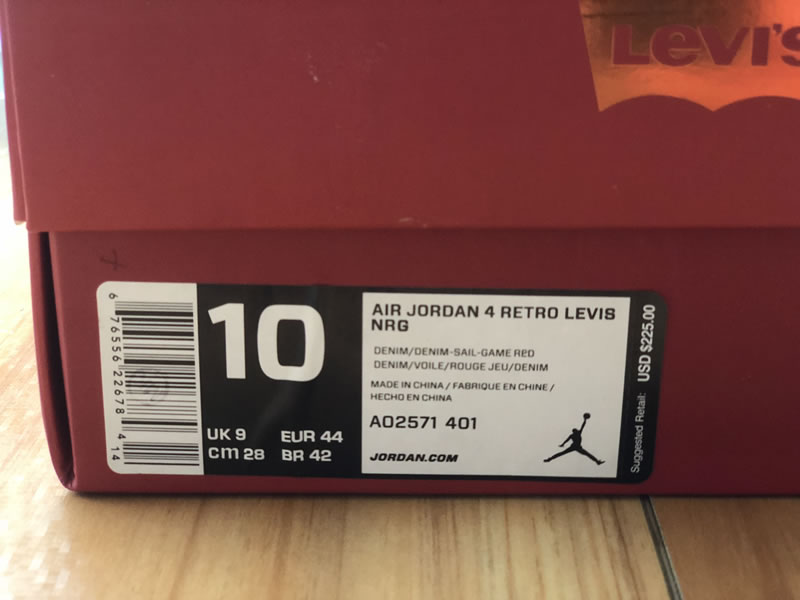 Levi's
6 76556 22678 4 14
10
UK 9 EUR 44
cm 28 BR 42
AIR JORDAN 4 RETRO LEVIS
NRG
DENIM/DENIM-SAIL-GAME RED
DENIM/VOILE/ROUGE JEU/DENIM
MADE IN CHINA / FABRIQUE EN CHINE /
HECHO EN CHINA
AO2571 401
JORDAN.COM
Suggested Retail: USD $225.00